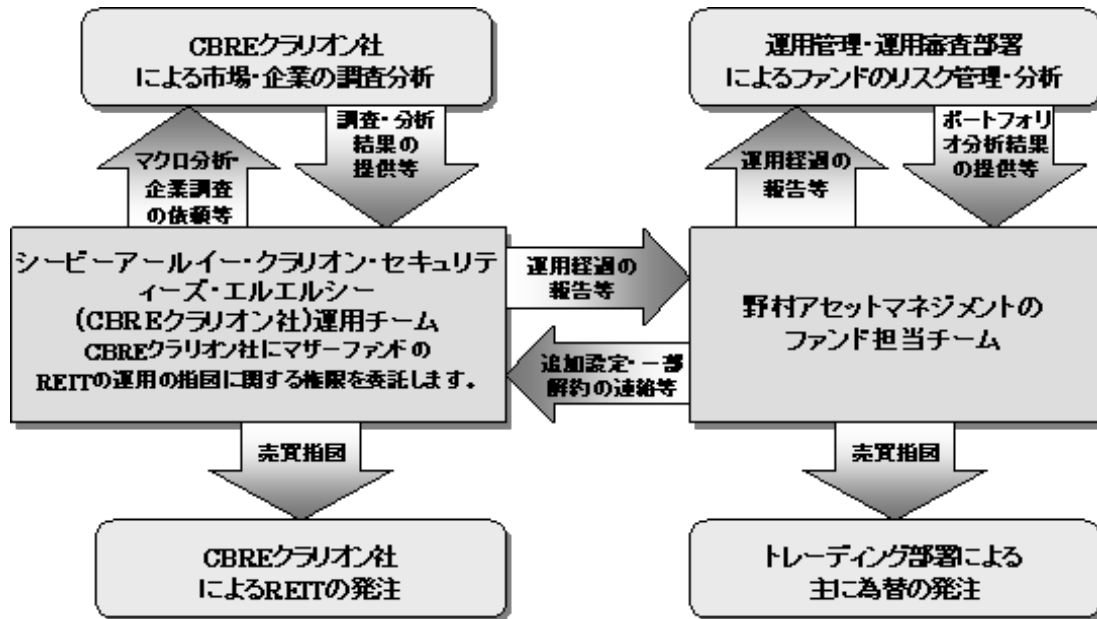 CBREクラリオン社
による市場・企業の調査分析
運用管理・運用審査部署
によるファンドのリスク管理・分析
マクロ分析・
企業調査
の依頼等
調査・分析
結果の
提供等
運用経過の
報告等
ポートフォリ
オ分析結果
の提供等
シービーアールイー・クラリオン・セキュリテ
ィーズ・エルエルシー
(CBREクラリオン社)運用チーム
CBREクラリオン社にマザーファンドの
REITの運用の指図に関する権限を委託します。
運用経過の
報告等
追加設定・一部
解約の連絡等
野村アセットマネジメントの
ファンド担当チーム
売買指図
売買指図
CBREクラリオン社
によるREITの発注
トレーディング部署による
主に為替の発注